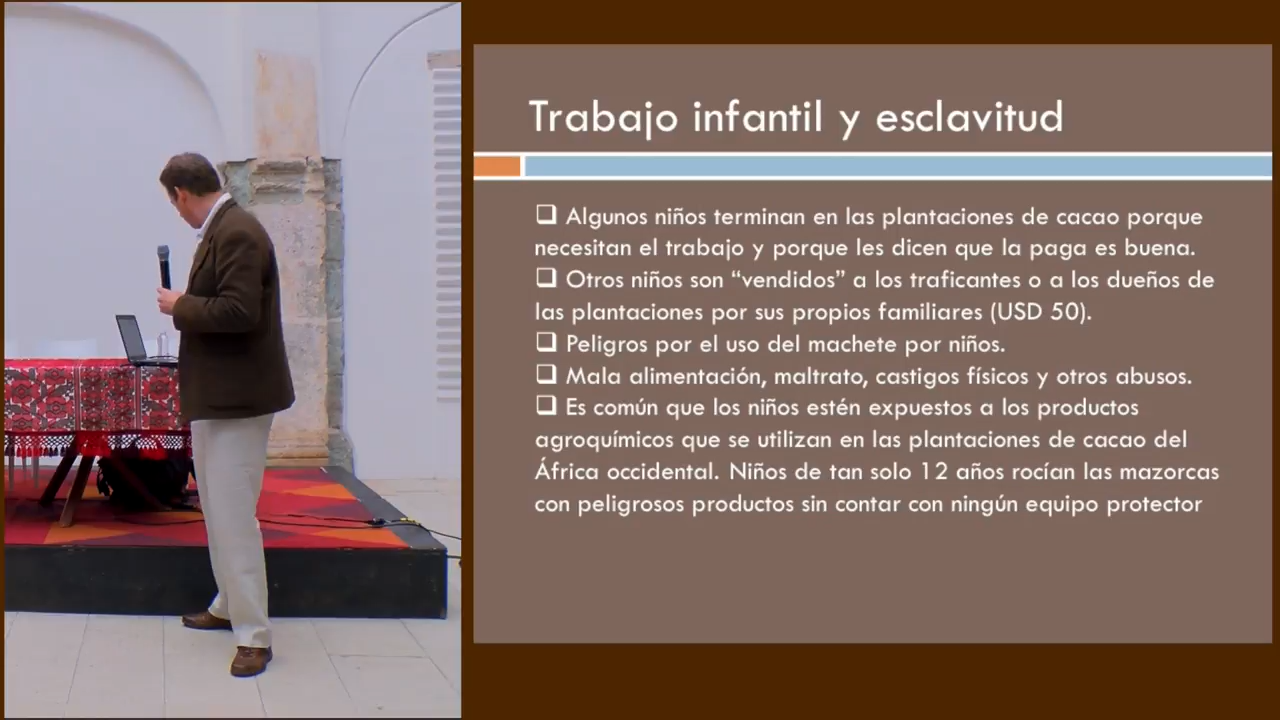 Trabajo infantil y esclavitud
❑ Algunos niños terminan en las plantaciones de cacao porque
necesitan el trabajo y porque les dicen que la paga es buena.
❑ Otros niños son “vendidos” a los traficantes o a los dueños de
las plantaciones por sus propios familiares (USD 50).
❑ Peligros por el uso del machete por niños.
❑ Mala alimentación, maltrato, castigos físicos y otros abusos.
❑ Es común que los niños estén expuestos a los productos
agroquímicos que se utilizan en las plantaciones de cacao del
África occidental. Niños de tan solo 12 años rocían las mazorcas
con peligrosos productos sin contar con ningún equipo protector